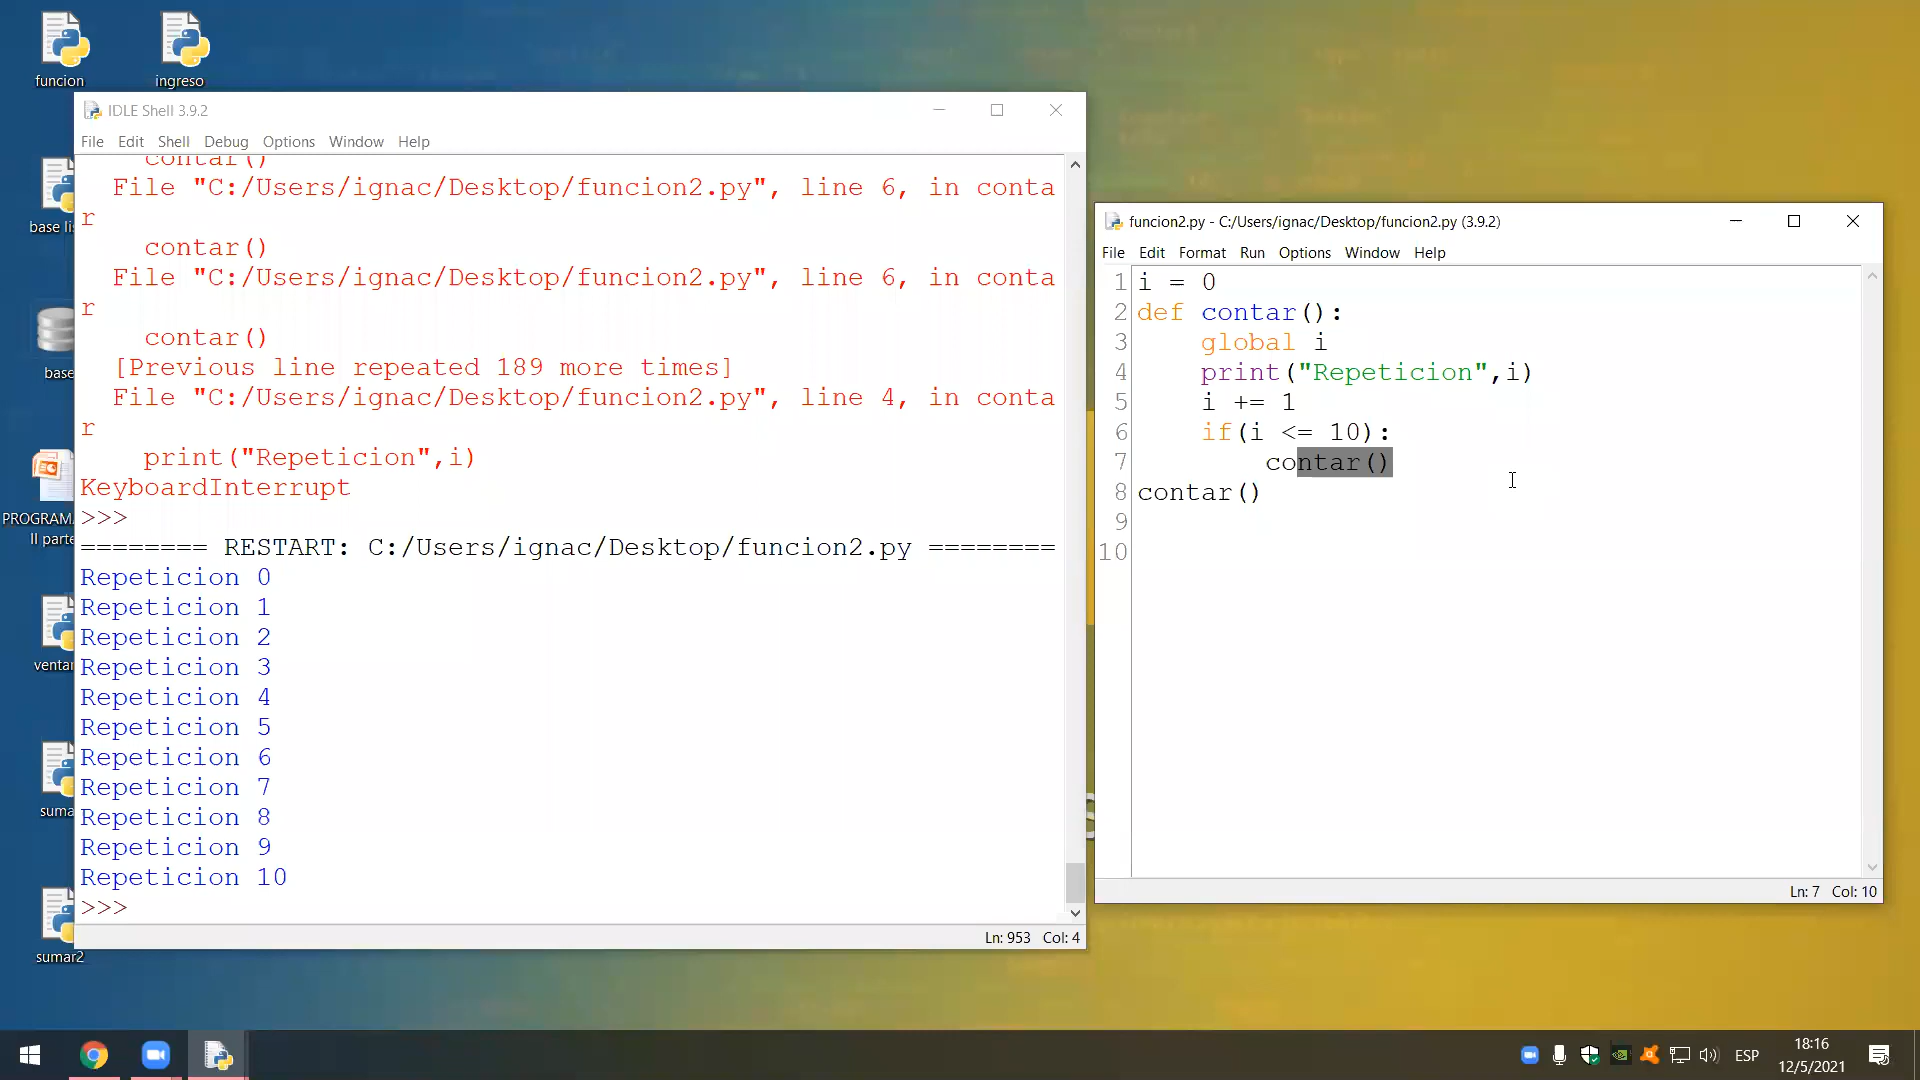 funcion
ingreso
base li
base
PROGRAMA
II parte
ventan
suma
sumar2
IDLE Shell 3.9.2
File Edit Shell Debug Options Window Help
contar()
File "C:/Users/ignac/Desktop/funcion2.py", line 6, in conta
r
contar()
File "C:/Users/ignac/Desktop/funcion2.py", line 6, in conta
r
contar()
[Previous line repeated 189 more times]
File "C:/Users/ignac/Desktop/funcion2.py", line 4, in conta
r
print("Repeticion",i)
KeyboardInterrupt
>>>
======== RESTART: C:/Users/ignac/Desktop/funcion2.py ========
Repeticion 0
Repeticion 1
Repeticion 2
Repeticion 3
Repeticion 4
Repeticion 5
Repeticion 6
Repeticion 7
Repeticion 8
Repeticion 9
Repeticion 10
>>>
Ln: 953 Col: 4
funcion2.py - C:/Users/ignac/Desktop/funcion2.py (3.9.2)
File Edit Format Run Options Window Help
1 i = 0
2 def contar():
3 global i
4 print("Repeticion",i)
5 i += 1
6 if(i <= 10):
7 contar()
8 contar()
9
10
Ln: 7 Col: 10
ESP
18:16
12/5/2021